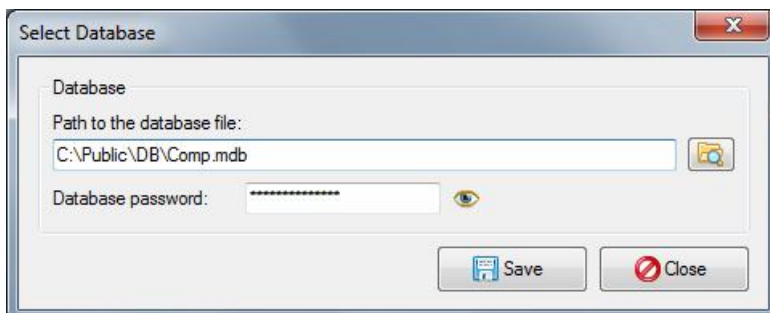 Select Database
Database
Path to the database file:
C:\Public\DB\Comp.mdb
Database password: **************
Save Close